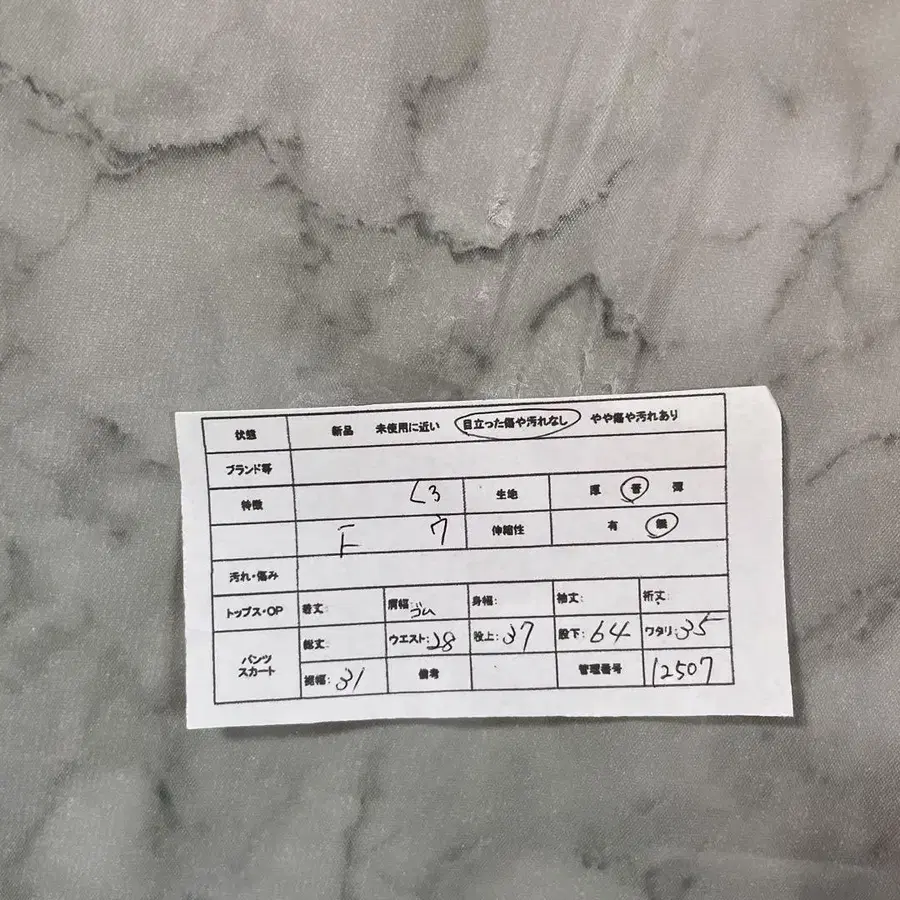 状態 新品 未使用に近い 目立った傷や汚れなし やや傷や汚れあり
ブランド等
特徴 く3 生地 厚 普 薄
F 7 伸縮性 有 無
汚れ・傷み
トップス・OP 着丈: 肩幅: 身幅: 袖丈: 裄丈:
ゴム
パンツ スカート 総丈: ウエスト:28 股上:37 股下:64 ワタリ:35
裾幅:31 備考 管理番号 12507